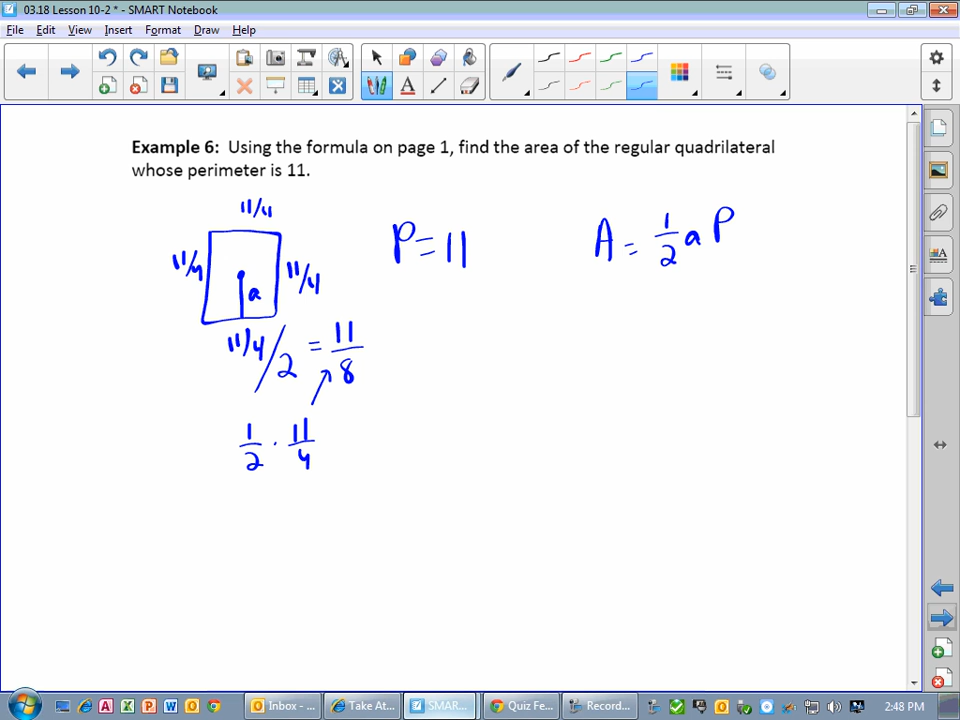 03.18 Lesson 10-2 * - SMART Notebook
File Edit View Insert Format Draw Help
Example 6: Using the formula on page 1, find the area of the regular quadrilateral
whose perimeter is 11.
11/4
11/4 a 11/4
P = 11
A = 1/2 a P
11/4 / 2 = 11/8
1/2 · 11/4
Inbox - ... Take At... SMAR... Quiz Fe... Record... 2:48 PM